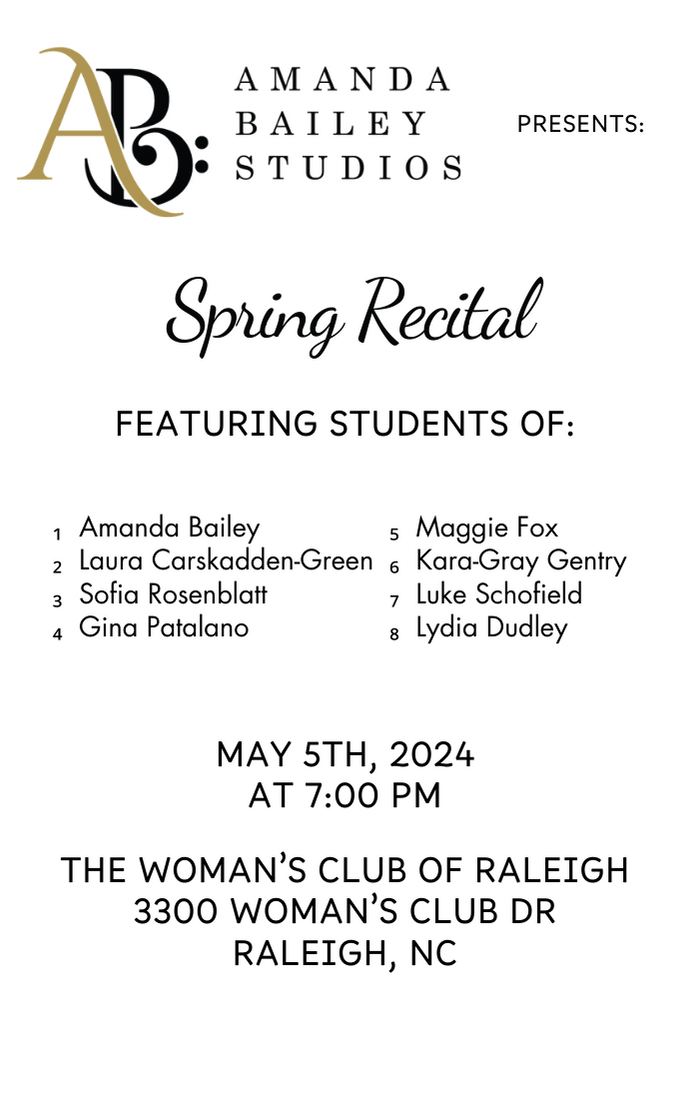 AB:
AMANDA
BAILEY
STUDIOS
PRESENTS:
Spring Recital
FEATURING STUDENTS OF:
1 Amanda Bailey
2 Laura Carskadden-Green
3 Sofia Rosenblatt
4 Gina Patalano
5 Maggie Fox
6 Kara-Gray Gentry
7 Luke Schofield
8 Lydia Dudley
MAY 5TH, 2024
AT 7:00 PM
THE WOMAN'S CLUB OF RALEIGH
3300 WOMAN'S CLUB DR
RALEIGH, NC